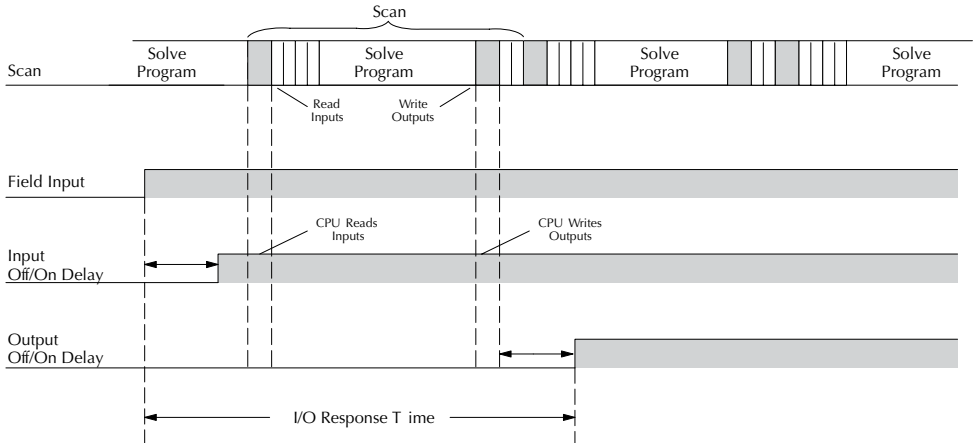 Scan
Scan
Solve
Program
Solve
Program
Solve
Program
Solve
Program
Read
Inputs
Write
Outputs
Field Input
CPU Reads
Inputs
CPU Writes
Outputs
Input
Off/On Delay
Output
Off/On Delay
I/O Response T ime